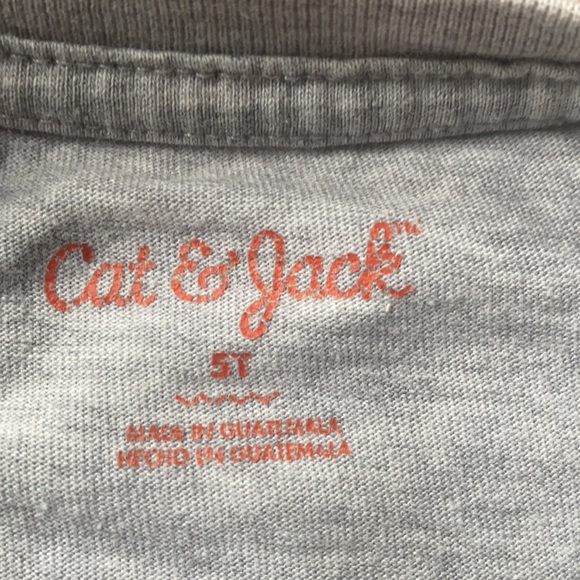 Cat & Jack™
5T
MADE IN GUATEMALA
HECHO EN GUATEMALA